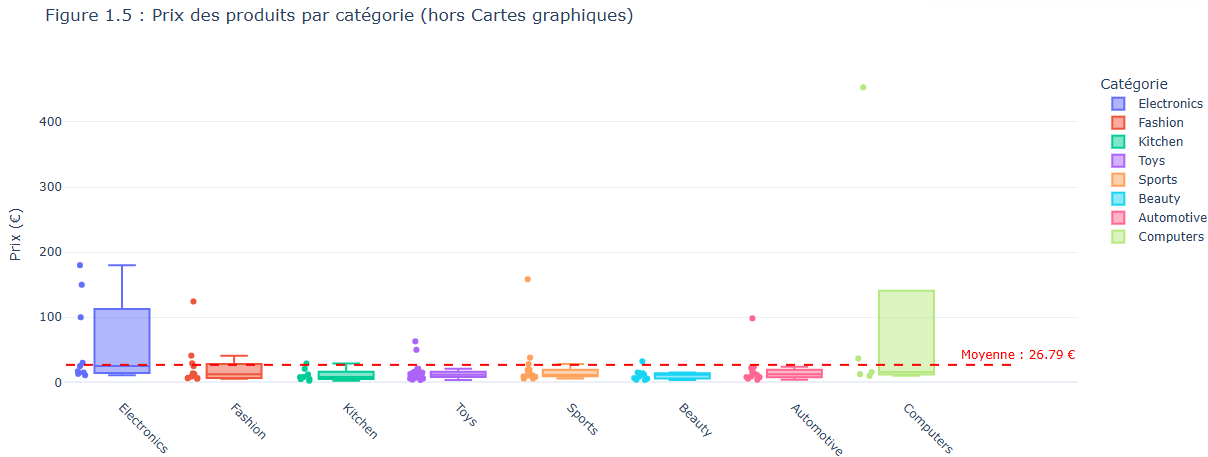 Figure 1.5 : Prix des produits par catégorie (hors Cartes graphiques)
Catégorie
Electronics
Fashion
Kitchen
Toys
Sports
Beauty
Automotive
Computers
Prix (€)
400
300
200
100
0
Moyenne : 26.79 €
Electronics
Fashion
Kitchen
Toys
Sports
Beauty
Automotive
Computers